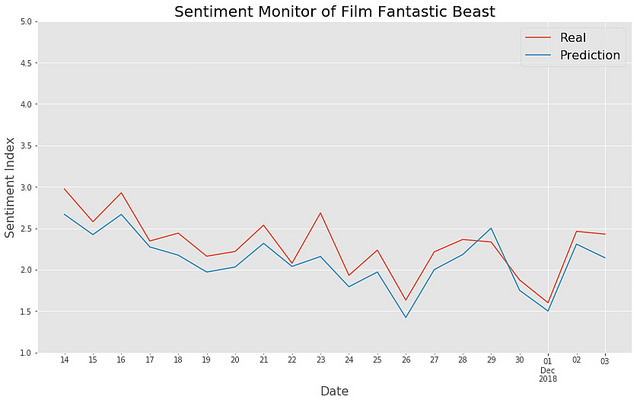 Sentiment Monitor of Film Fantastic Beast
Real
Prediction
Sentiment Index
5.0
4.5
4.0
3.5
3.0
2.5
2.0
1.5
1.0
14 15 16 17 18 19 20 21 22 23 24 25 26 27 28 29 30 01 02 03
Dec
2018
Date